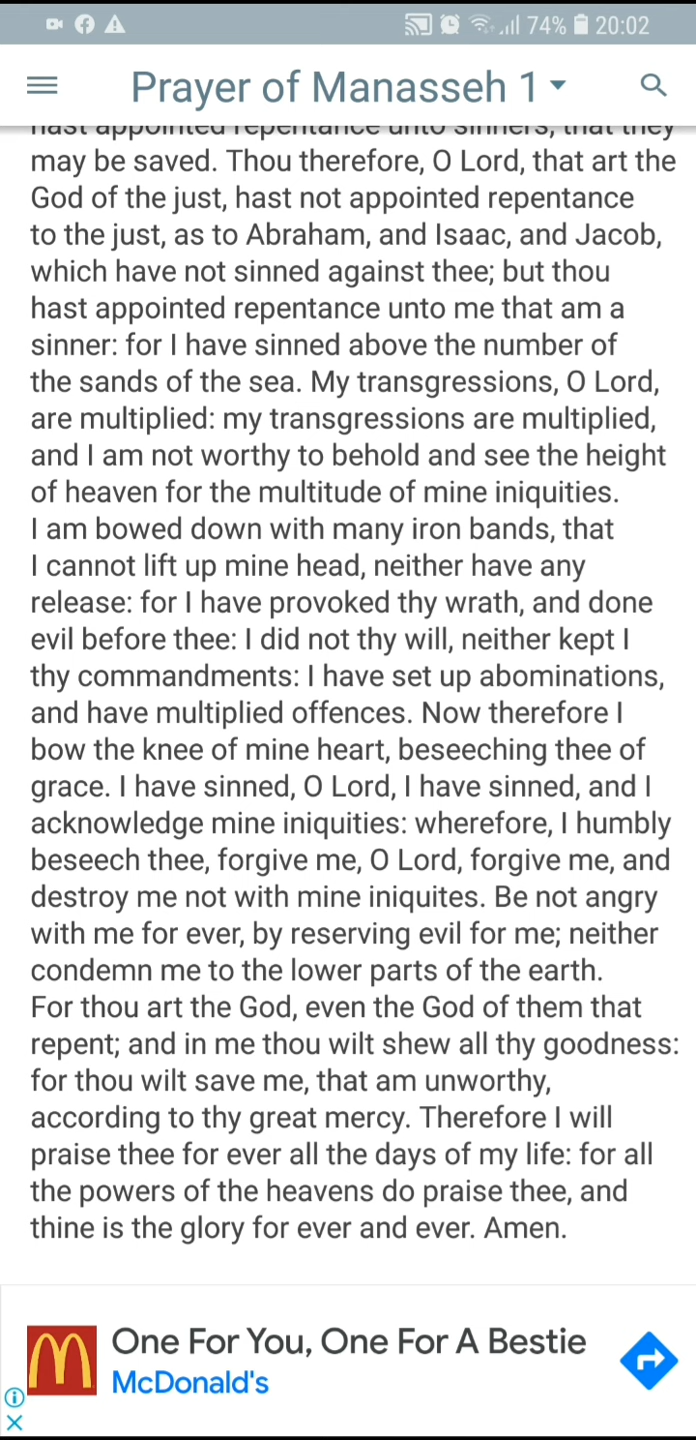 74% 20:02
Prayer of Manasseh 1
hast appointed repentance unto sinners, that they
may be saved. Thou therefore, O Lord, that art the
God of the just, hast not appointed repentance
to the just, as to Abraham, and Isaac, and Jacob,
which have not sinned against thee; but thou
hast appointed repentance unto me that am a
sinner: for I have sinned above the number of
the sands of the sea. My transgressions, O Lord,
are multiplied: my transgressions are multiplied,
and I am not worthy to behold and see the height
of heaven for the multitude of mine iniquities.
I am bowed down with many iron bands, that
I cannot lift up mine head, neither have any
release: for I have provoked thy wrath, and done
evil before thee: I did not thy will, neither kept I
thy commandments: I have set up abominations,
and have multiplied offences. Now therefore I
bow the knee of mine heart, beseeching thee of
grace. I have sinned, O Lord, I have sinned, and I
acknowledge mine iniquities: wherefore, I humbly
beseech thee, forgive me, O Lord, forgive me, and
destroy me not with mine iniquites. Be not angry
with me for ever, by reserving evil for me; neither
condemn me to the lower parts of the earth.
For thou art the God, even the God of them that
repent; and in me thou wilt shew all thy goodness:
for thou wilt save me, that am unworthy,
according to thy great mercy. Therefore I will
praise thee for ever all the days of my life: for all
the powers of the heavens do praise thee, and
thine is the glory for ever and ever. Amen.
One For You, One For A Bestie
McDonald's